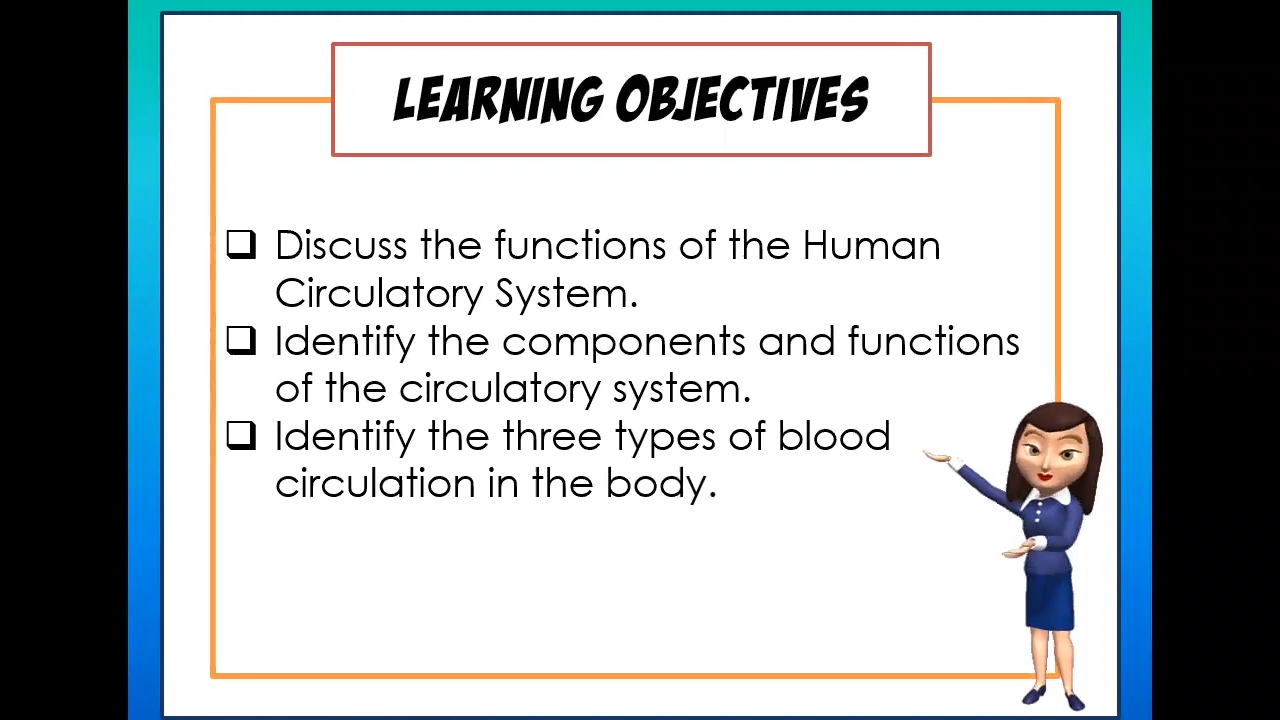 LEARNING OBJECTIVES
❑ Discuss the functions of the Human
Circulatory System.
❑ Identify the components and functions
of the circulatory system.
❑ Identify the three types of blood
circulation in the body.